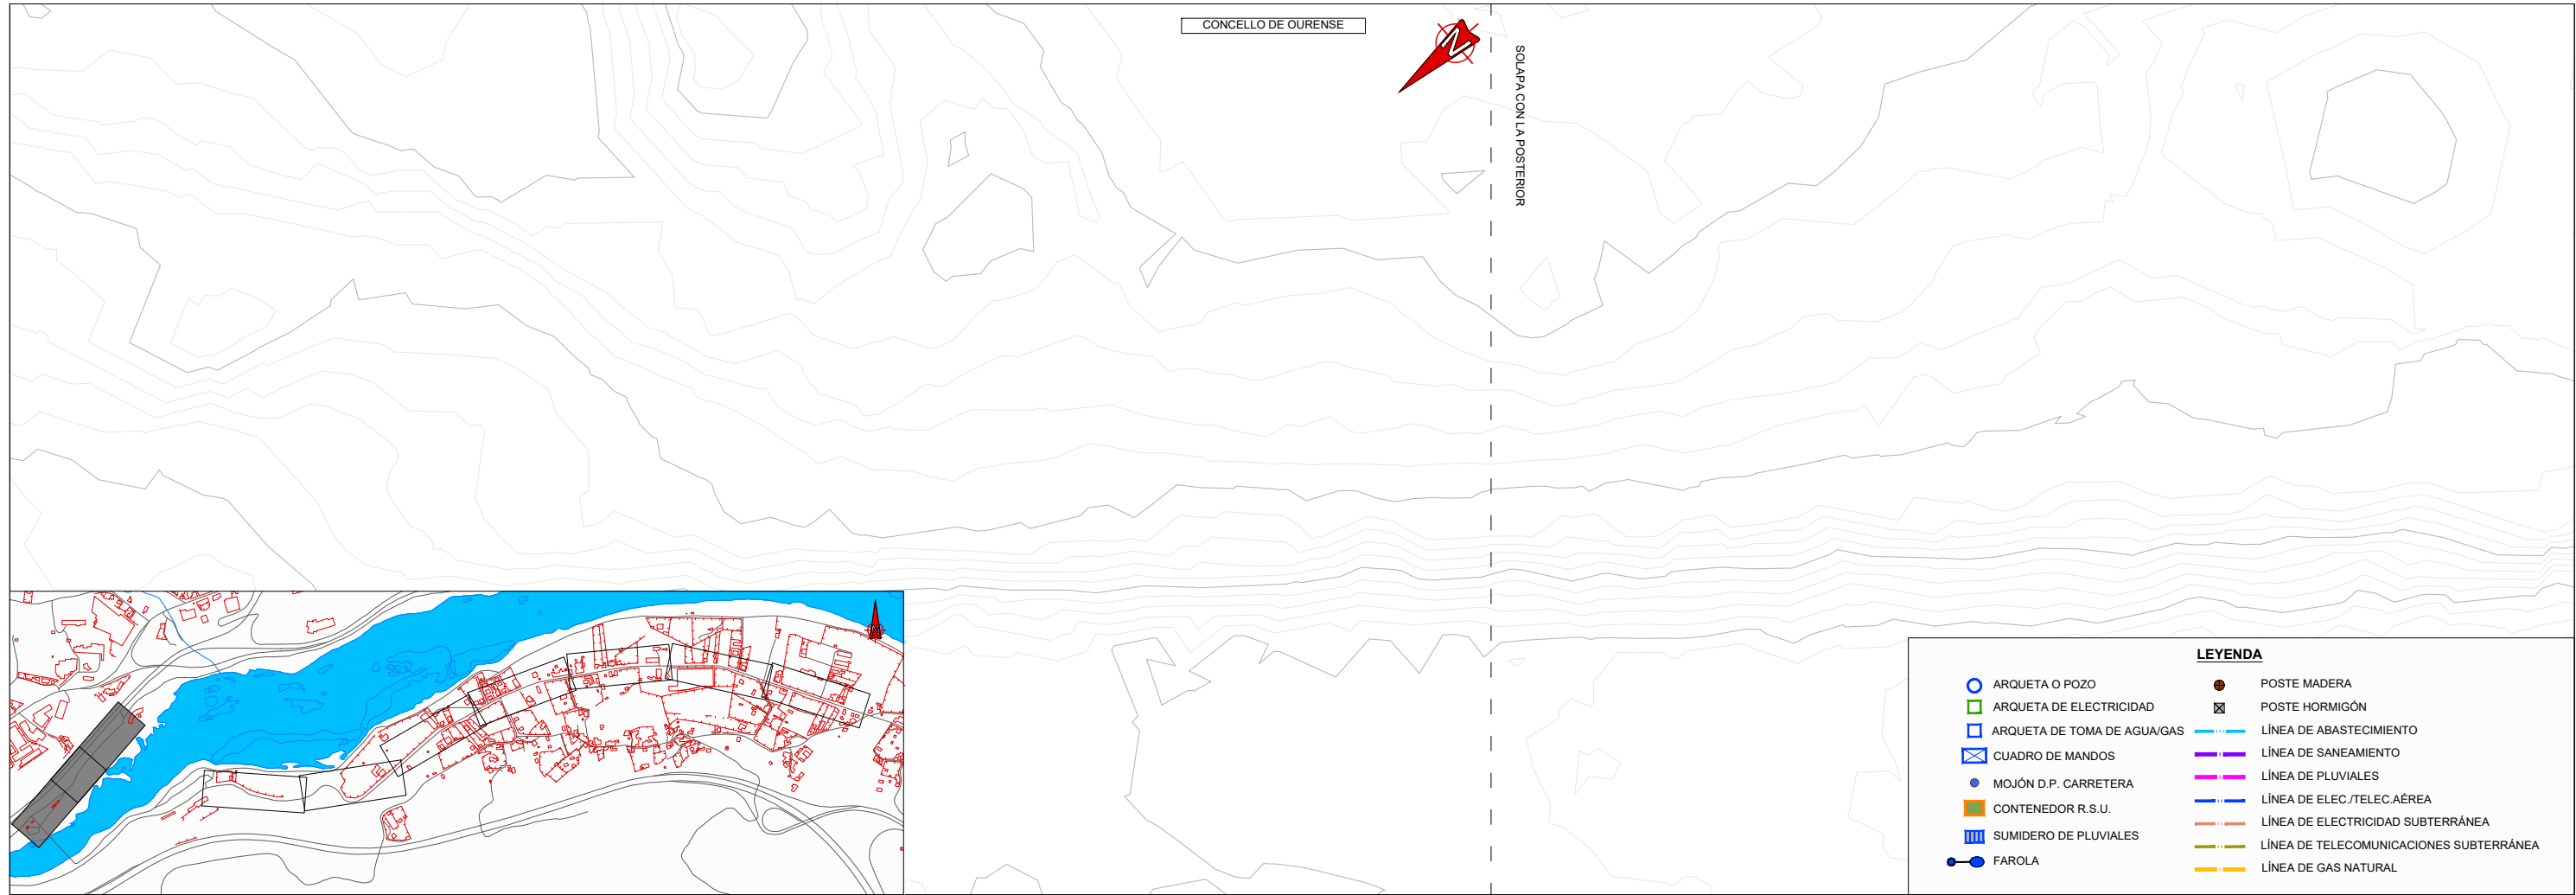 CONCELLO DE OURENSE
N
SOLAPA CON LA POSTERIOR
N
LEYENDA
ARQUETA O POZO
ARQUETA DE ELECTRICIDAD
ARQUETA DE TOMA DE AGUA/GAS
CUADRO DE MANDOS
MOJÓN D.P. CARRETERA
CONTENEDOR R.S.U.
SUMIDERO DE PLUVIALES
FAROLA
POSTE MADERA
POSTE HORMIGÓN
LÍNEA DE ABASTECIMIENTO
LÍNEA DE SANEAMIENTO
LÍNEA DE PLUVIALES
LÍNEA DE ELEC./TELEC.AÉREA
LÍNEA DE ELECTRICIDAD SUBTERRÁNEA
LÍNEA DE TELECOMUNICACIONES SUBTERRÁNEA
LÍNEA DE GAS NATURAL